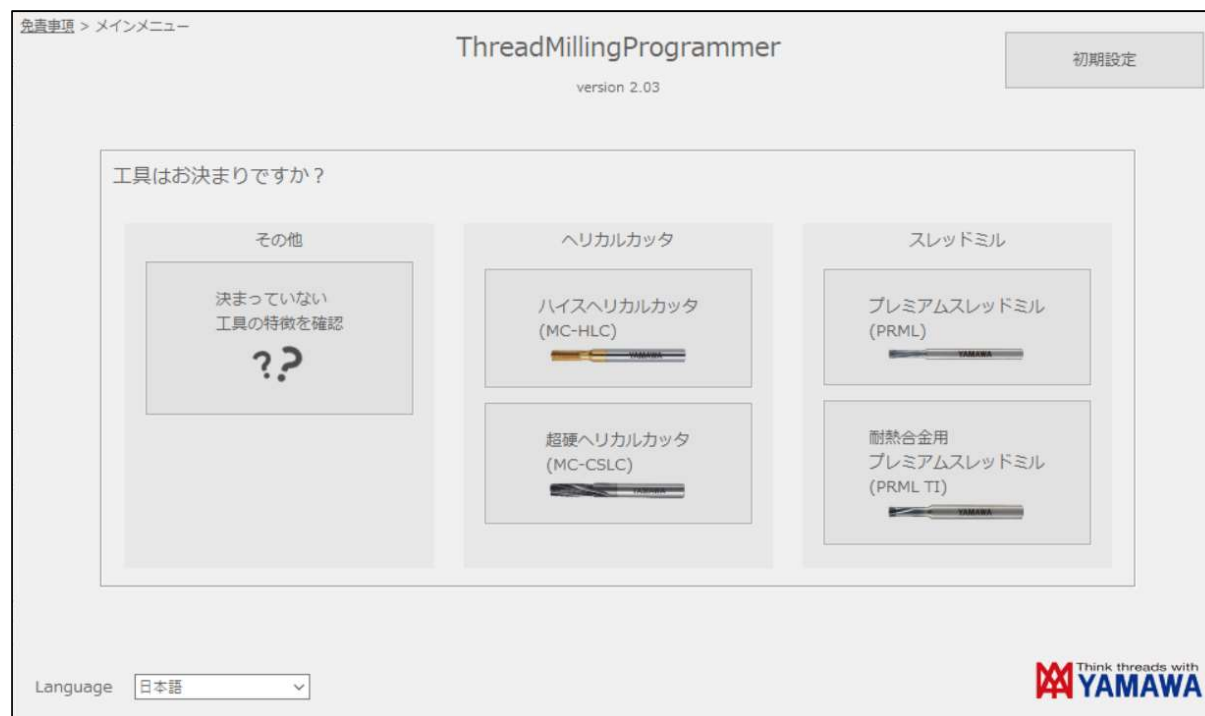 免責事項 > メインメニュー
ThreadMillingProgrammer
version 2.03
初期設定
工具はお決まりですか？
その他
決まっていない
工具の特徴を確認
??
ヘリカルカッタ
ハイスヘリカルカッタ
(MC-HLC)
YAMAWA
超硬ヘリカルカッタ
(MC-CSLC)
YAMAWA
スレッドミル
プレミアムスレッドミル
(PRML)
YAMAWA
耐熱合金用
プレミアムスレッドミル
(PRML TI)
YAMAWA
Language 日本語
Think threads with
YAMAWA